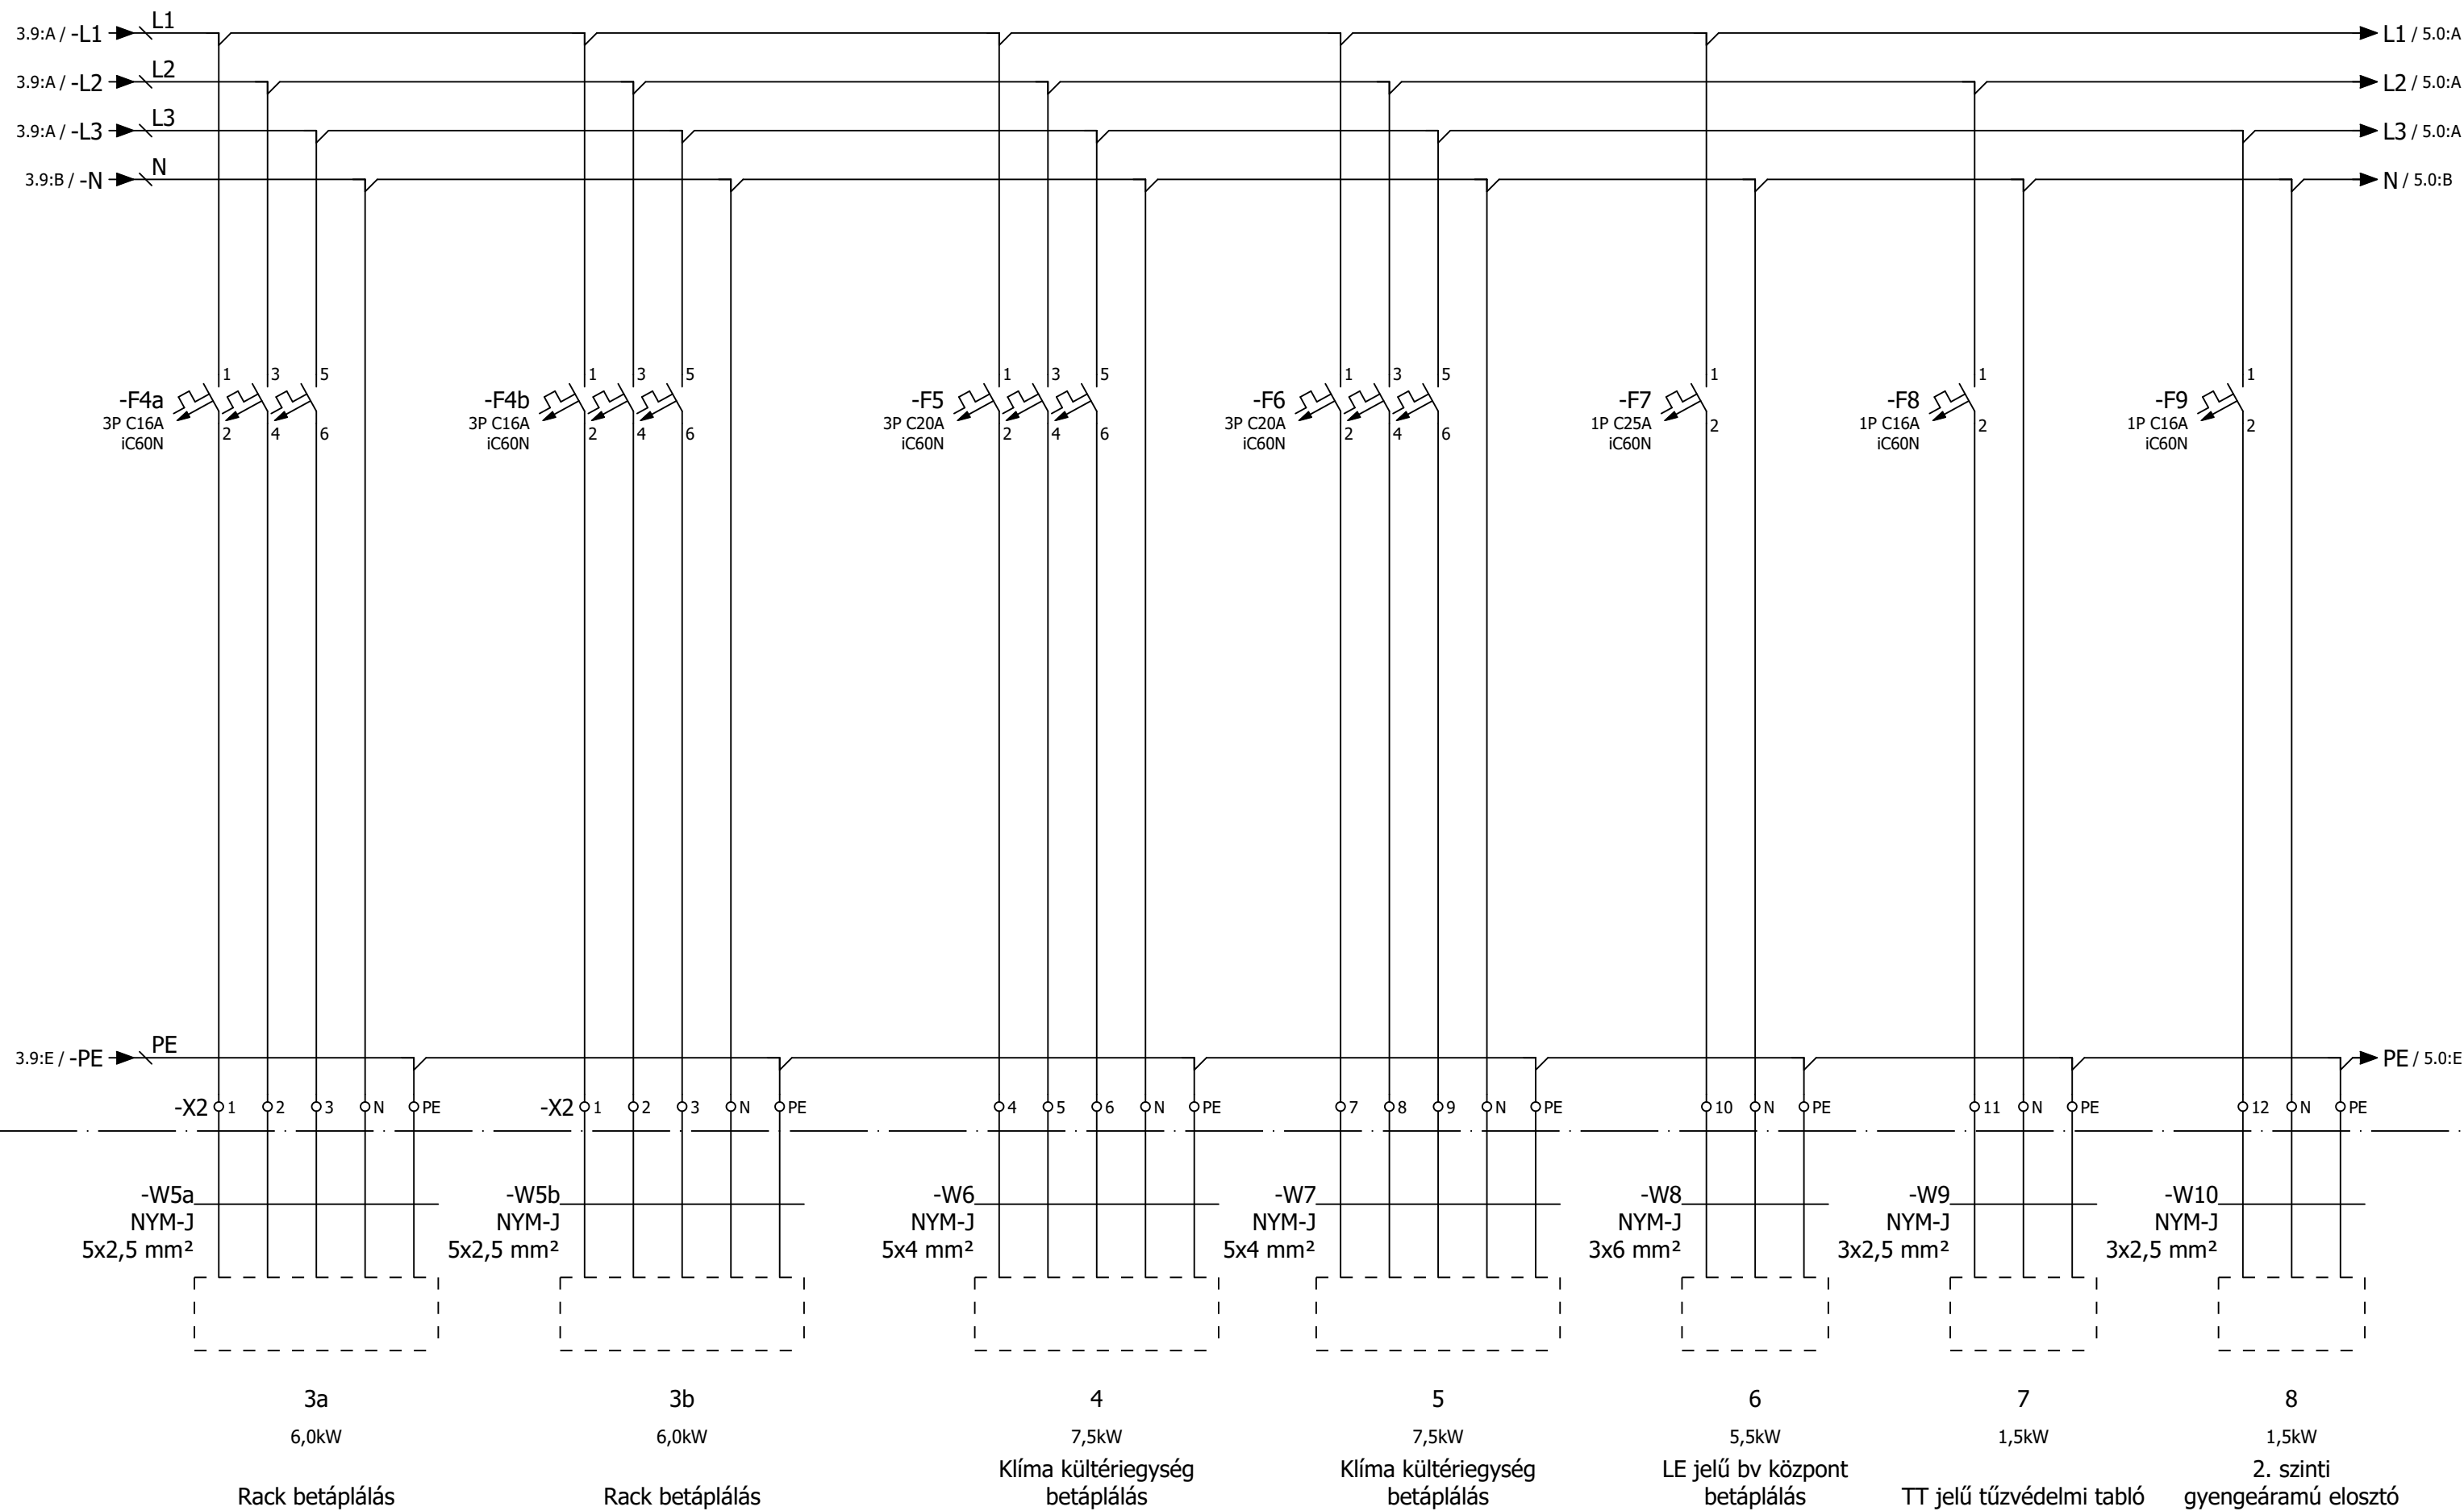 3.9:A / -L1 L1 L1 / 5.0:A
3.9:A / -L2 L2 L2 / 5.0:A
3.9:A / -L3 L3 L3 / 5.0:A
3.9:B / -N N N / 5.0:B
1 3 5 1 3 5 1 3 5 1 3 5 1 1 1
-F4a -F4b -F5 -F6 -F7 -F8 -F9
3P C16A 3P C16A 3P C20A 3P C20A 1P C25A 1P C16A 1P C16A
2 4 6 2 4 6 2 4 6 2 4 6 2 2 2
iC60N iC60N iC60N iC60N iC60N iC60N iC60N
3.9:E / -PE PE PE / 5.0:E
-X2 1 2 3 N PE -X2 1 2 3 N PE 4 5 6 N PE 7 8 9 N PE 10 N PE 11 N PE 12 N PE
-W5a -W5b -W6 -W7 -W8 -W9 -W10
NYM-J NYM-J NYM-J NYM-J NYM-J NYM-J NYM-J
5x2,5 mm² 5x2,5 mm² 5x4 mm² 5x4 mm² 3x6 mm² 3x2,5 mm² 3x2,5 mm²
3a 3b 4 5 6 7 8
6,0kW 6,0kW 7,5kW 7,5kW 5,5kW 1,5kW 1,5kW
Klíma kültériegység Klíma kültériegység LE jelű bv központ 2. szinti
Rack betáplálás Rack betáplálás betáplálás betáplálás betáplálás TT jelű tűzvédelmi tabló gyengeáramú elosztó